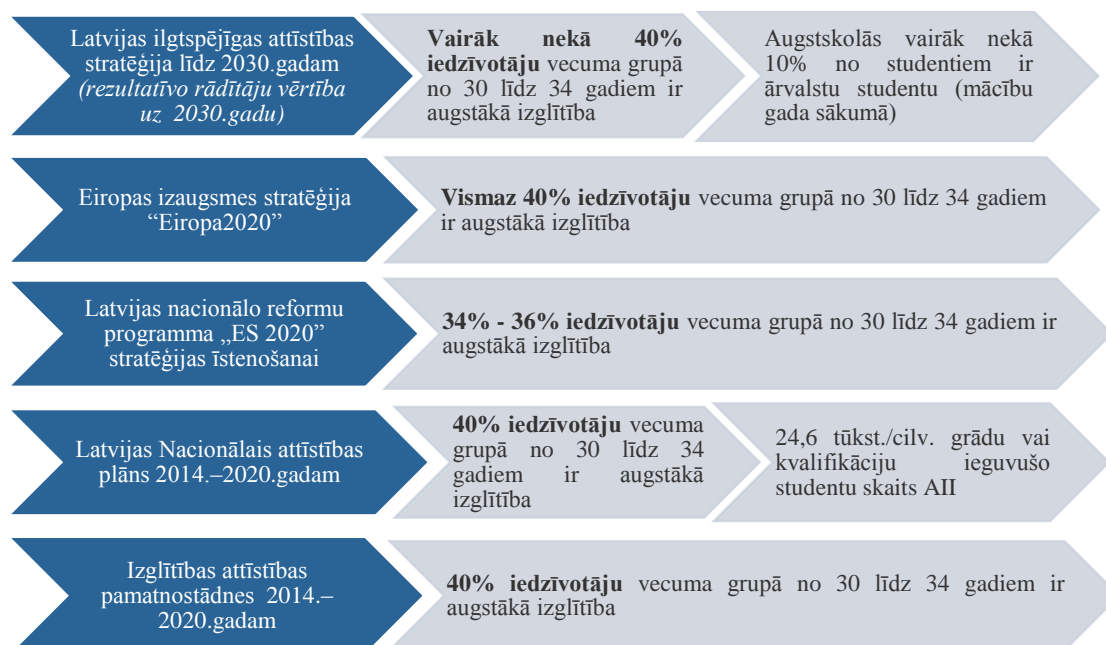 Latvijas ilgtspējīgas attīstības
stratēģija līdz 2030.gadam
(rezultatīvo rādītāju vērtība
uz 2030.gadu)
Vairāk nekā 40%
iedzīvotāju vecuma grupā
no 30 līdz 34 gadiem ir
augstākā izglītība
Augstskolās vairāk nekā
10% no studentiem ir
ārvalstu studentu (mācību
gada sākumā)
Eiropas izaugsmes stratēģija
“Eiropa2020”
Vismaz 40% iedzīvotāju vecuma grupā no 30 līdz 34 gadiem
ir augstākā izglītība
Latvijas nacionālo reformu
programma „ES 2020”
stratēģijas īstenošanai
34% - 36% iedzīvotāju vecuma grupā no 30 līdz 34 gadiem ir
augstākā izglītība
Latvijas Nacionālais attīstības
plāns 2014.–2020.gadam
40% iedzīvotāju vecuma
grupā no 30 līdz 34
gadiem ir augstākā
izglītība
24,6 tūkst./cilv. grādu vai
kvalifikāciju ieguvušo
studentu skaits AII
Izglītības attīstības
pamatnostādnes 2014.–
2020.gadam
40% iedzīvotāju vecuma grupā no 30 līdz 34 gadiem ir
augstākā izglītība